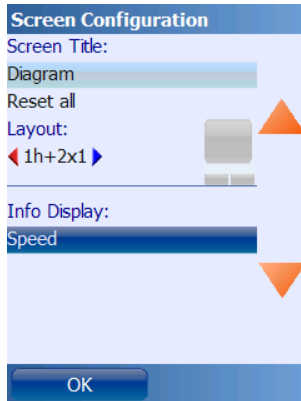 Screen Configuration
Screen Title:
Diagram
Reset all
Layout:
1h+2x1
Info Display:
Speed
OK